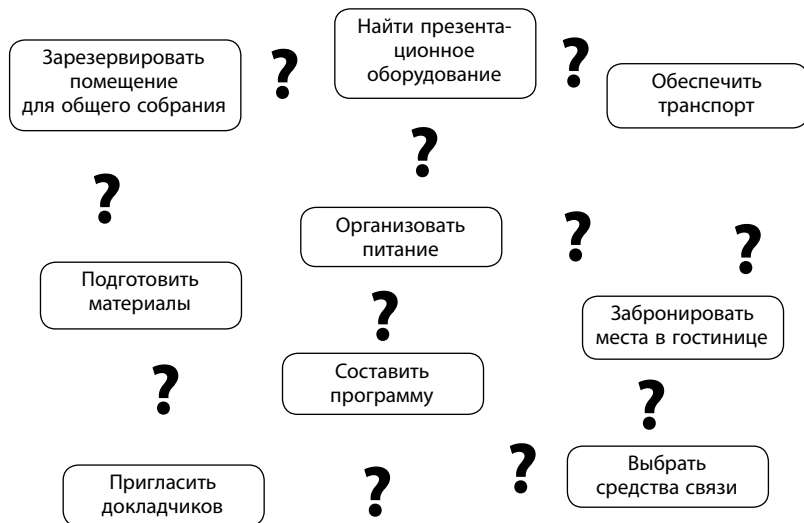 Зарезервировать
помещение
для общего собрания
?
Найти презента-
ционное
оборудование
?
Обеспечить
транспорт
?
?
Организовать
питание
?
?
Подготовить
материалы
?
Забронировать
места в гостинице
?
Составить
программу
?
Пригласить
докладчиков
?
?
Выбрать
средства связи